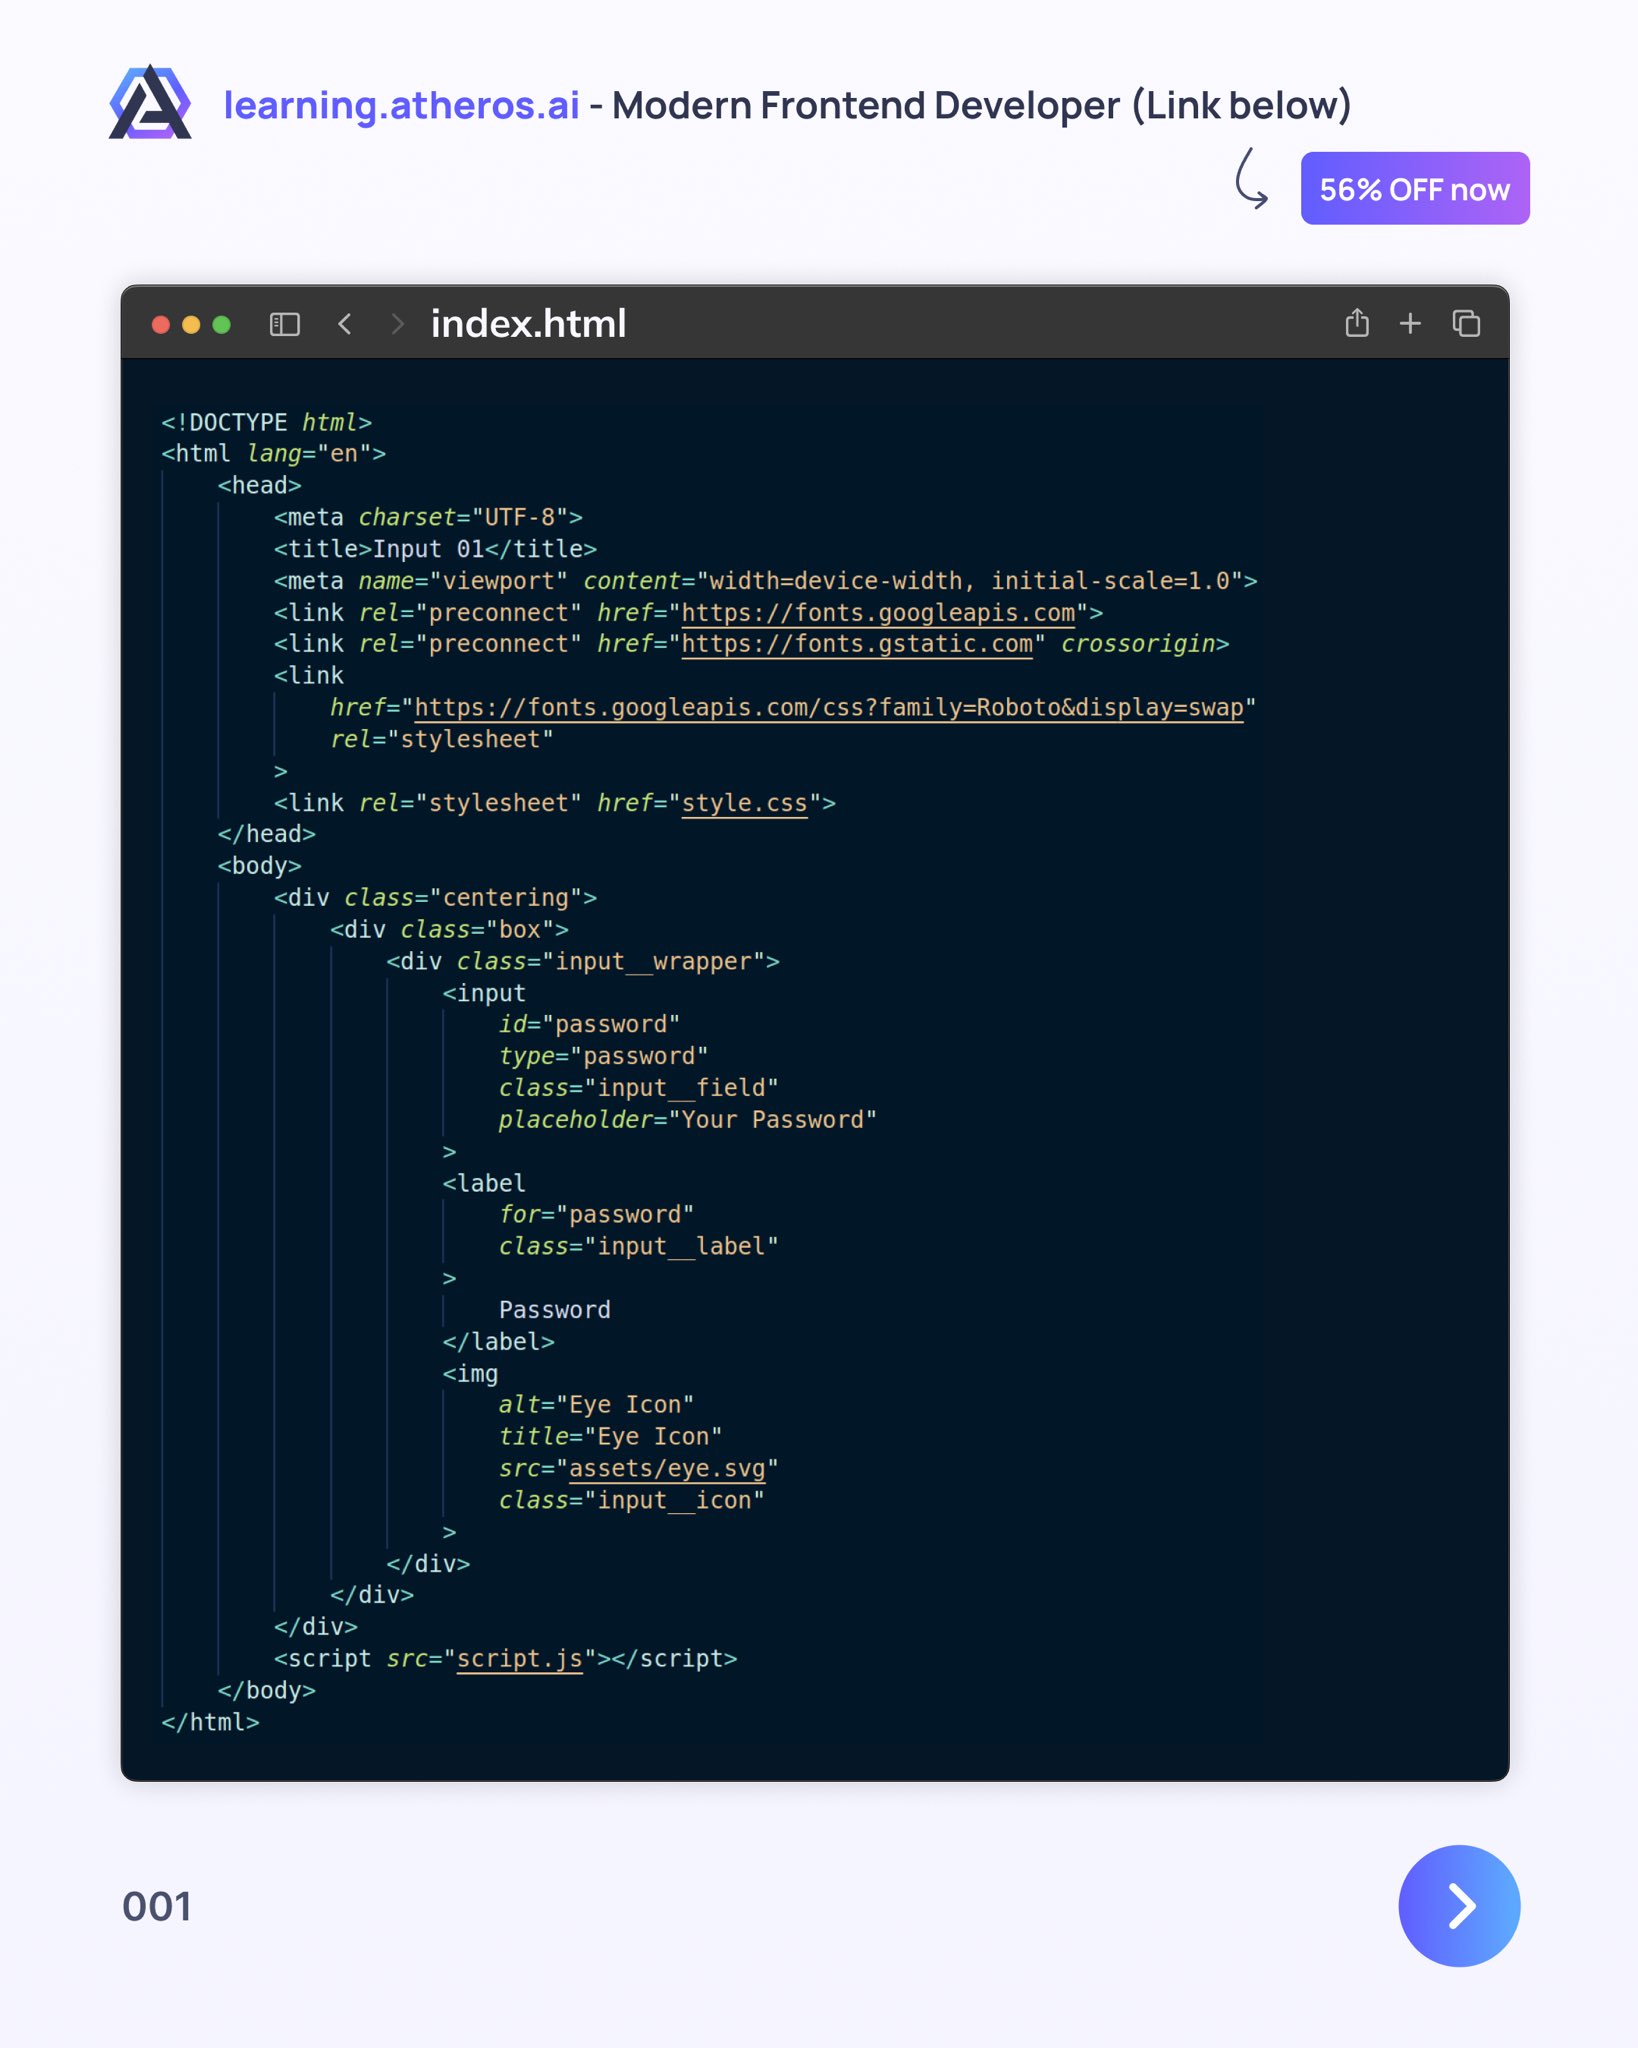 learning.atheros.ai - Modern Frontend Developer (Link below)
56% OFF now
index.html
<!DOCTYPE html>
<html lang="en">
    <head>
        <meta charset="UTF-8">
        <title>Input 01</title>
        <meta name="viewport" content="width=device-width, initial-scale=1.0">
        <link rel="preconnect" href="https://fonts.googleapis.com">
        <link rel="preconnect" href="https://fonts.gstatic.com" crossorigin>
        <link
            href="https://fonts.googleapis.com/css?family=Roboto&display=swap"
            rel="stylesheet"
        >
        <link rel="stylesheet" href="style.css">
    </head>
    <body>
        <div class="centering">
            <div class="box">
                <div class="input__wrapper">
                    <input
                        id="password"
                        type="password"
                        class="input__field"
                        placeholder="Your Password"
                    >
                    <label
                        for="password"
                        class="input__label"
                    >
                        Password
                    </label>
                    <img
                        alt="Eye Icon"
                        title="Eye Icon"
                        src="assets/eye.svg"
                        class="input__icon"
                    >
                </div>
            </div>
        </div>
        <script src="script.js"></script>
    </body>
</html>
001